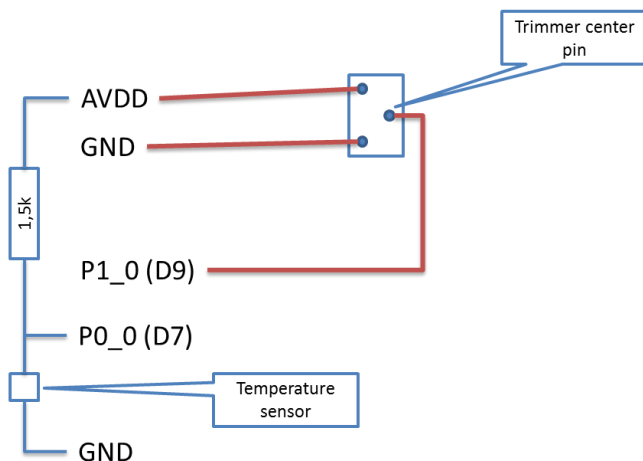 Trimmer center
pin
AVDD
GND
1,5k
P1_0 (D9)
P0_0 (D7)
Temperature
sensor
GND